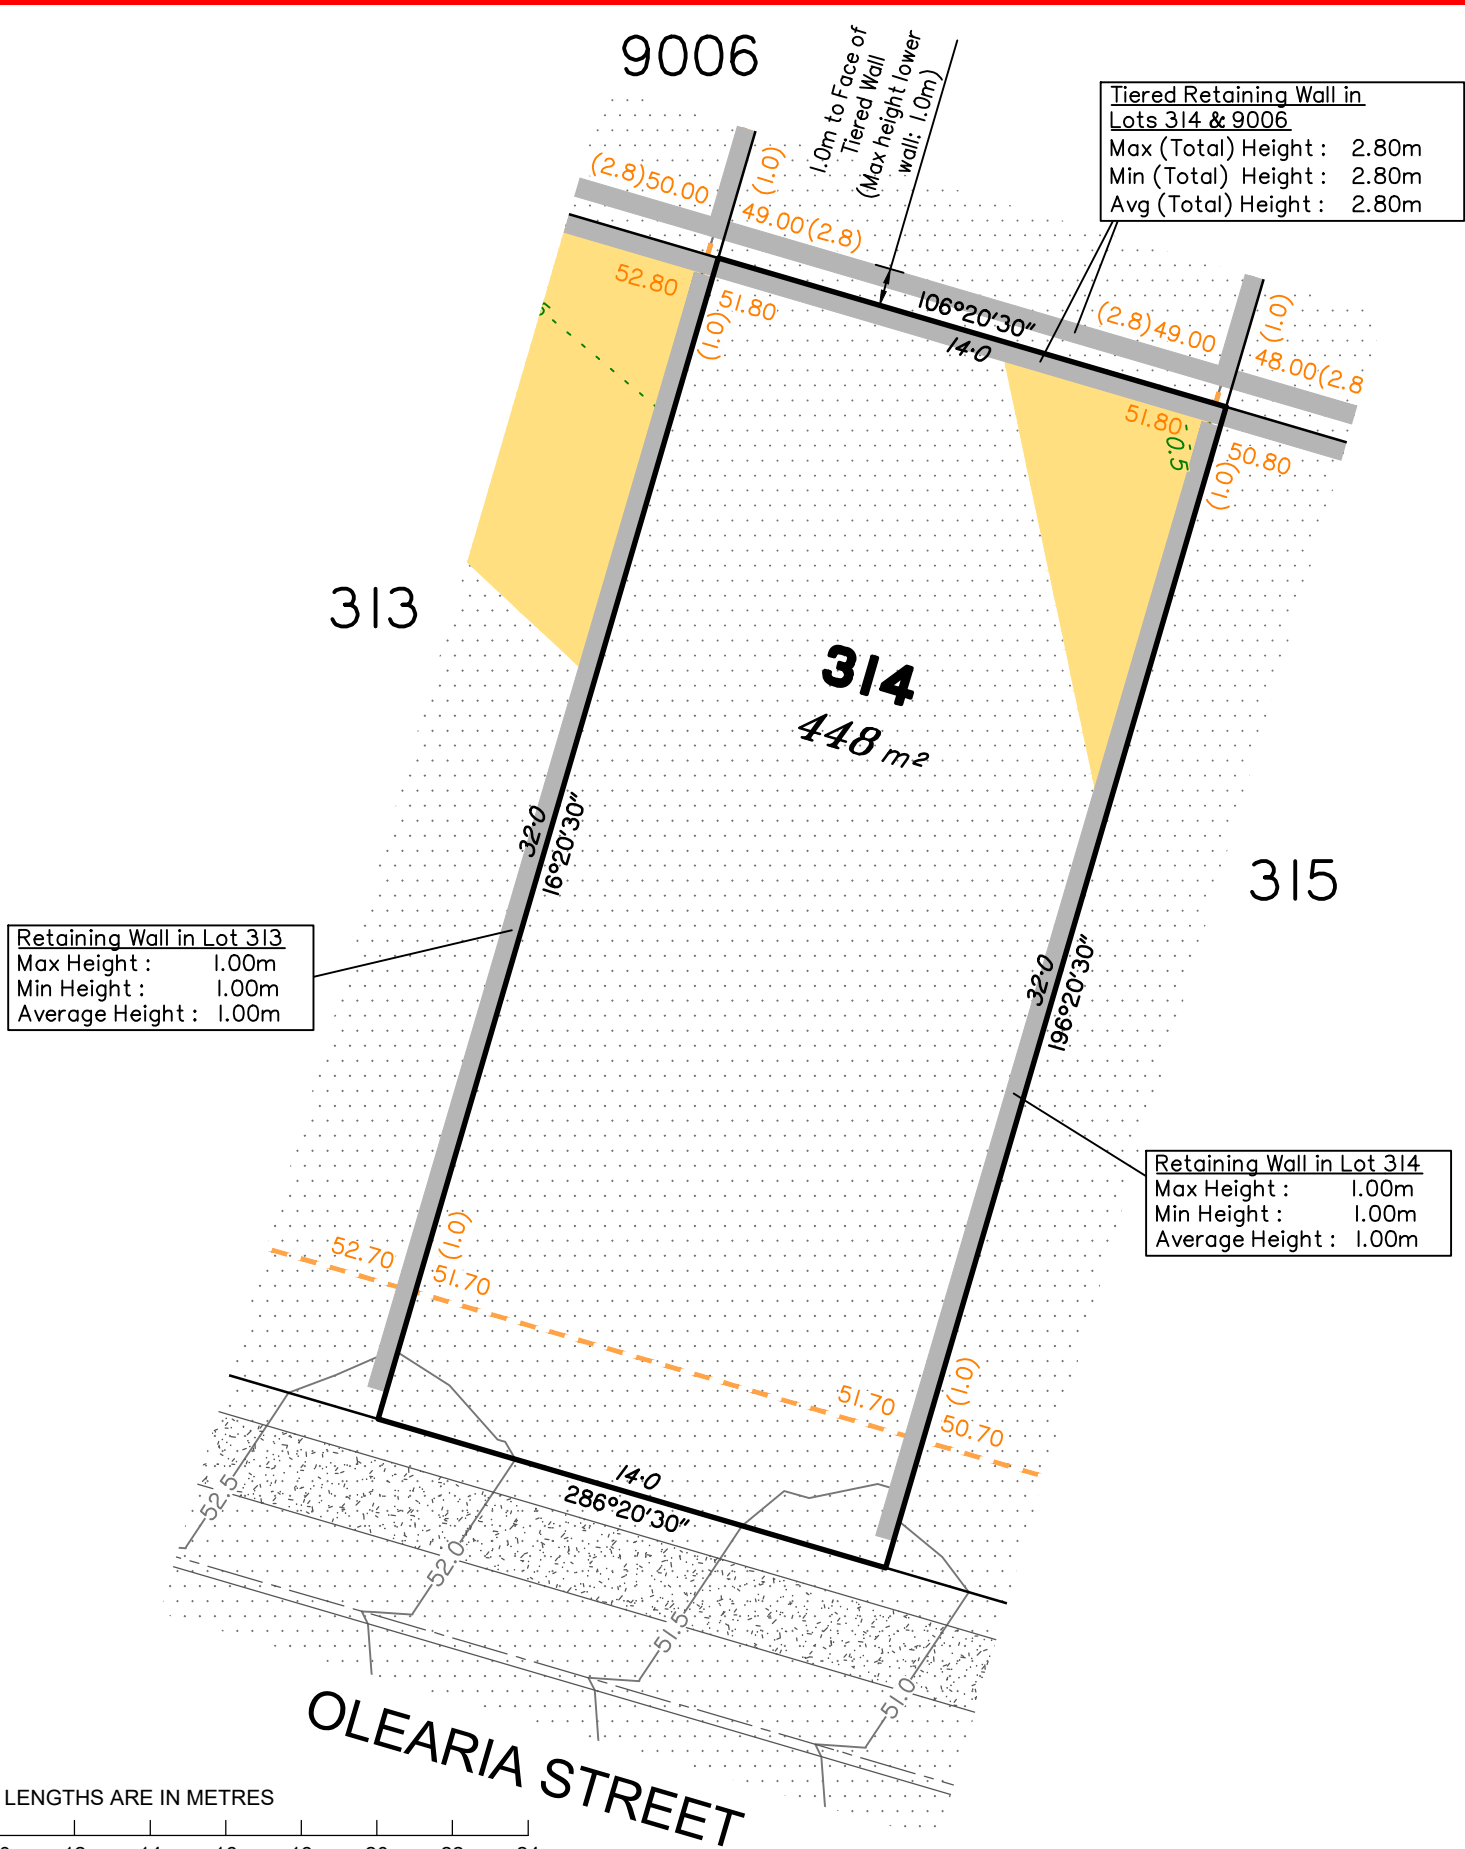 9006
1.0m to Face of
Tiered Wall
(Max height lower
wall: 1.0m)
Tiered Retaining Wall in
Lots 314 & 9006
Max (Total) Height : 2.80m
Min (Total) Height : 2.80m
Avg (Total) Height : 2.80m
(2.8)50.00
(1.0)
49.00(2.8)
52.80
51.80
(1.0)
106°20'30"
14·0
(2.8)49.00
(1.0)
48.00(2.8
51.80
0.5
50.80
(1.0)
313
314
448 m²
32·0
16°20'30"
315
Retaining Wall in Lot 313
Max Height : 1.00m
Min Height : 1.00m
Average Height : 1.00m
32·0
196°20'30"
Retaining Wall in Lot 314
Max Height : 1.00m
Min Height : 1.00m
Average Height : 1.00m
52.70
(1.0)
51.70
51.70
(1.0)
50.70
14·0
286°20'30"
52.5
52.0
51.5
51.0
OLEARIA STREET
LENGTHS ARE IN METRES